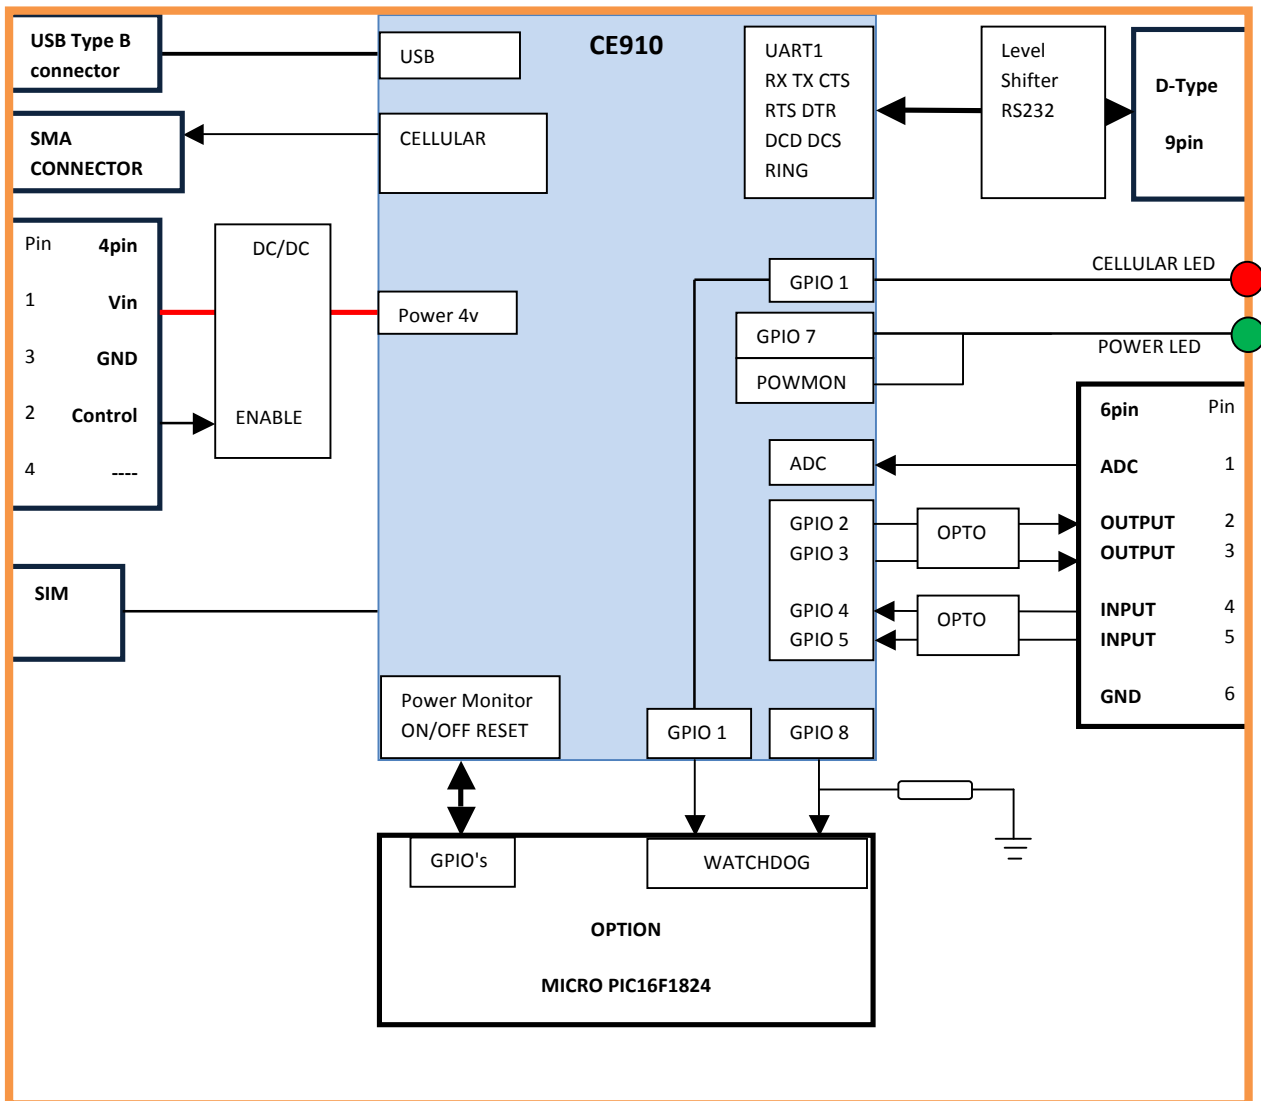 CE910
USB Type B
connector
USB
SMA
CONNECTOR
CELLULAR
UART1
RX TX CTS
RTS DTR
DCD DCS
RING
Level
Shifter
RS232
D-Type
9pin
Pin 4pin
1 Vin
3 GND
2 Control
4 ----
DC/DC
ENABLE
Power 4v
GPIO 1
CELLULAR LED
GPIO 7
POWMON
POWER LED
ADC
GPIO 2
GPIO 3
GPIO 4
GPIO 5
OPTO
OPTO
6pin Pin
ADC 1
OUTPUT 2
OUTPUT 3
INPUT 4
INPUT 5
GND 6
SIM
Power Monitor
ON/OFF RESET
GPIO 1
GPIO 8
GPIO's
WATCHDOG
OPTION
MICRO PIC16F1824